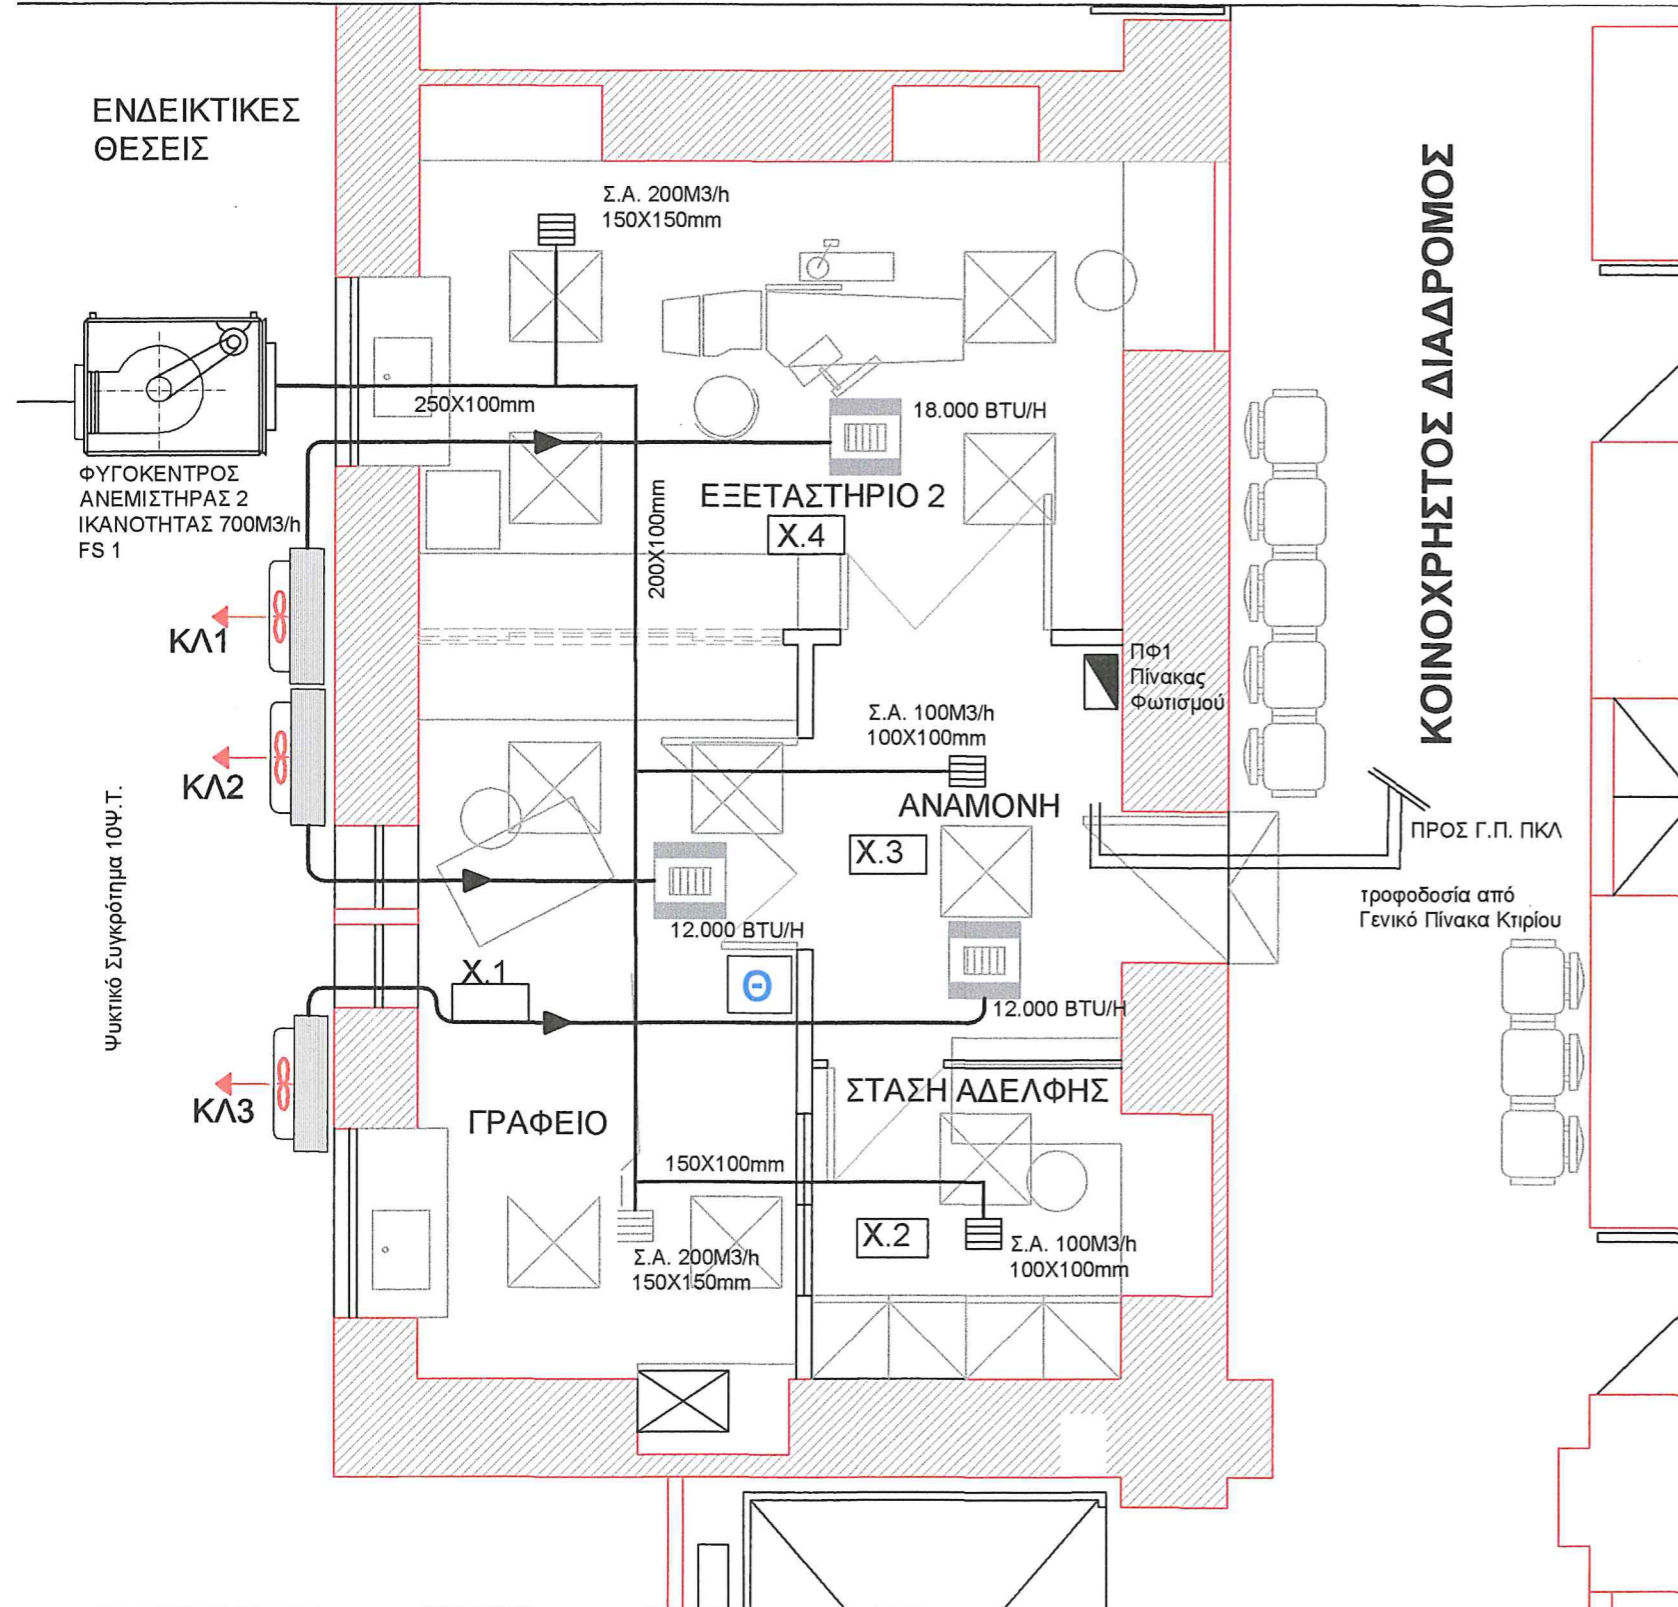 ΕΝΔΕΙΚΤΙΚΕΣ
ΘΕΣΕΙΣ
Σ.Α. 200M3/h
150X150mm
250X100mm
18.000 BTU/H
ΦΥΓΟΚΕΝΤΡΟΣ
ΑΝΕΜΙΣΤΗΡΑΣ 2
ΙΚΑΝΟΤΗΤΑΣ 700M3/h
FS 1
ΕΞΕΤΑΣΤΗΡΙΟ 2
Χ.4
200X100mm
ΚΟΙΝΟΧΡΗΣΤΟΣ ΔΙΑΔΡΟΜΟΣ
ΚΛ1
ΠΦ1
Πίνακας
Φωτισμού
Σ.Α. 100M3/h
100X100mm
ΚΛ2
ΑΝΑΜΟΝΗ
Χ.3
ΠΡΟΣ Γ.Π. ΠΚΛ
τροφοδοσία από
Γενικό Πίνακα Κτιρίου
Ψυκτικό Συγκρότημα 10Ψ.Τ.
12.000 BTU/H
Χ.1
Θ
12.000 BTU/H
ΚΛ3
ΓΡΑΦΕΙΟ
ΣΤΑΣΗ ΑΔΕΛΦΗΣ
150X100mm
Χ.2
Σ.Α. 200M3/h
150X150mm
Σ.Α. 100M3/h
100X100mm